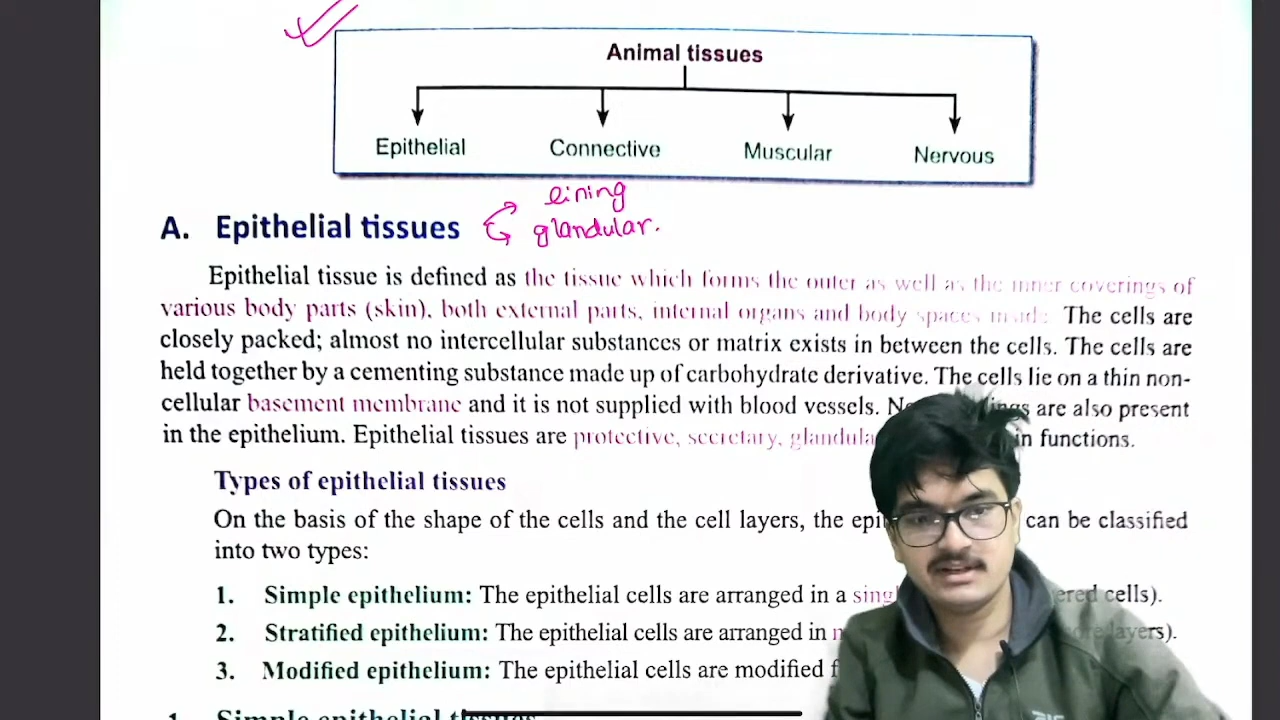 Animal tissues
Epithelial Connective Muscular Nervous
lining
A. Epithelial tissues glandular.
Epithelial tissue is defined as the tissue which forms the outer as well as the inner coverings of
various body parts (skin), both external parts, internal organs and body spaces The cells are
closely packed; almost no intercellular substances or matrix exists in between the cells. The cells are
held together by a cementing substance made up of carbohydrate derivative. The cells lie on a thin non-
cellular basement membrane and it is not supplied with blood vessels. are also present
in the epithelium. Epithelial tissues are protective, secretary, in functions.
Types of epithelial tissues
On the basis of the shape of the cells and the cell layers, the can be classified
into two types:
1. Simple epithelium: The epithelial cells are arranged in a cells).
2. Stratified epithelium: The epithelial cells are arranged in layers).
3. Modified epithelium: The epithelial cells are modified
1. Simple epithelial tissues